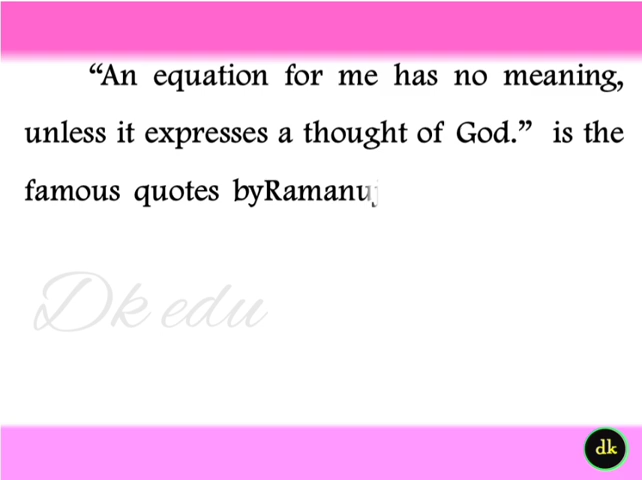 “An equation for me has no meaning,
unless it expresses a thought of God.” is the
famous quotes byRamanuj
Dk edu
dk